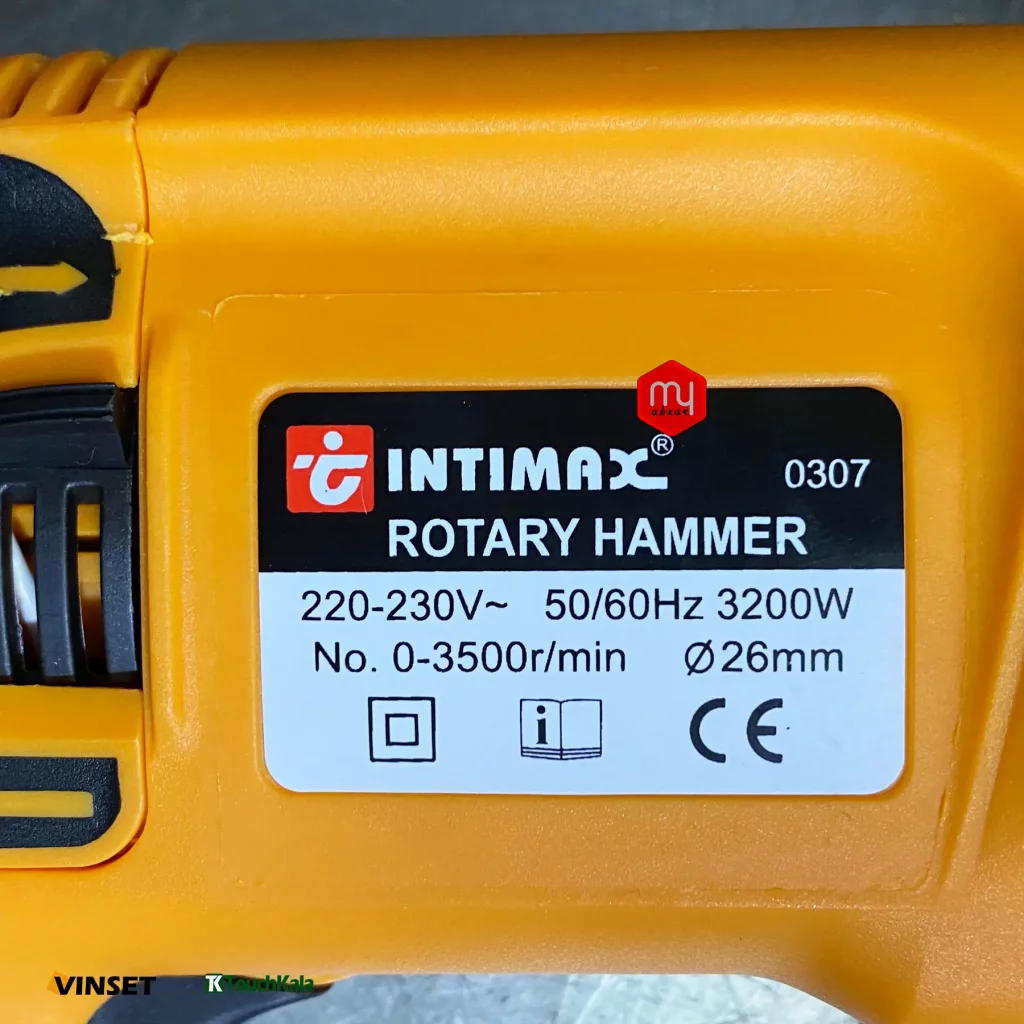 my
abzar
INTIMAX®
0307
ROTARY HAMMER
220-230V~ 50/60Hz 3200W
No. 0-3500r/min Ø26mm
i
CE
VINSET
TK TouchKala